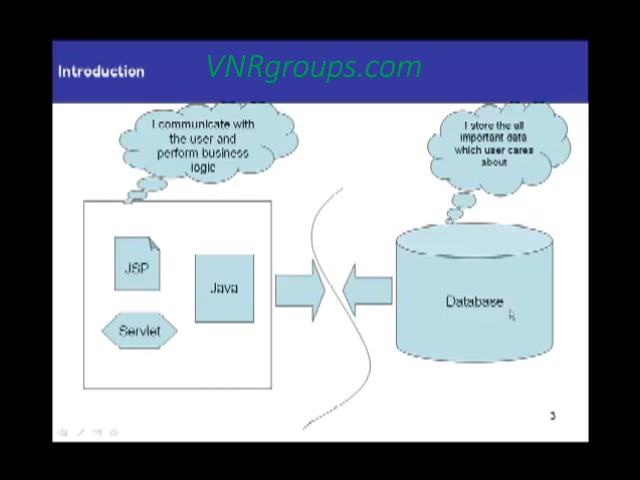 Introduction
VNRgroups.com
I communicate with
the user and
perform business
logic
I store the all
important data
which user cares
about
JSP
Java
Servlet
Database
3